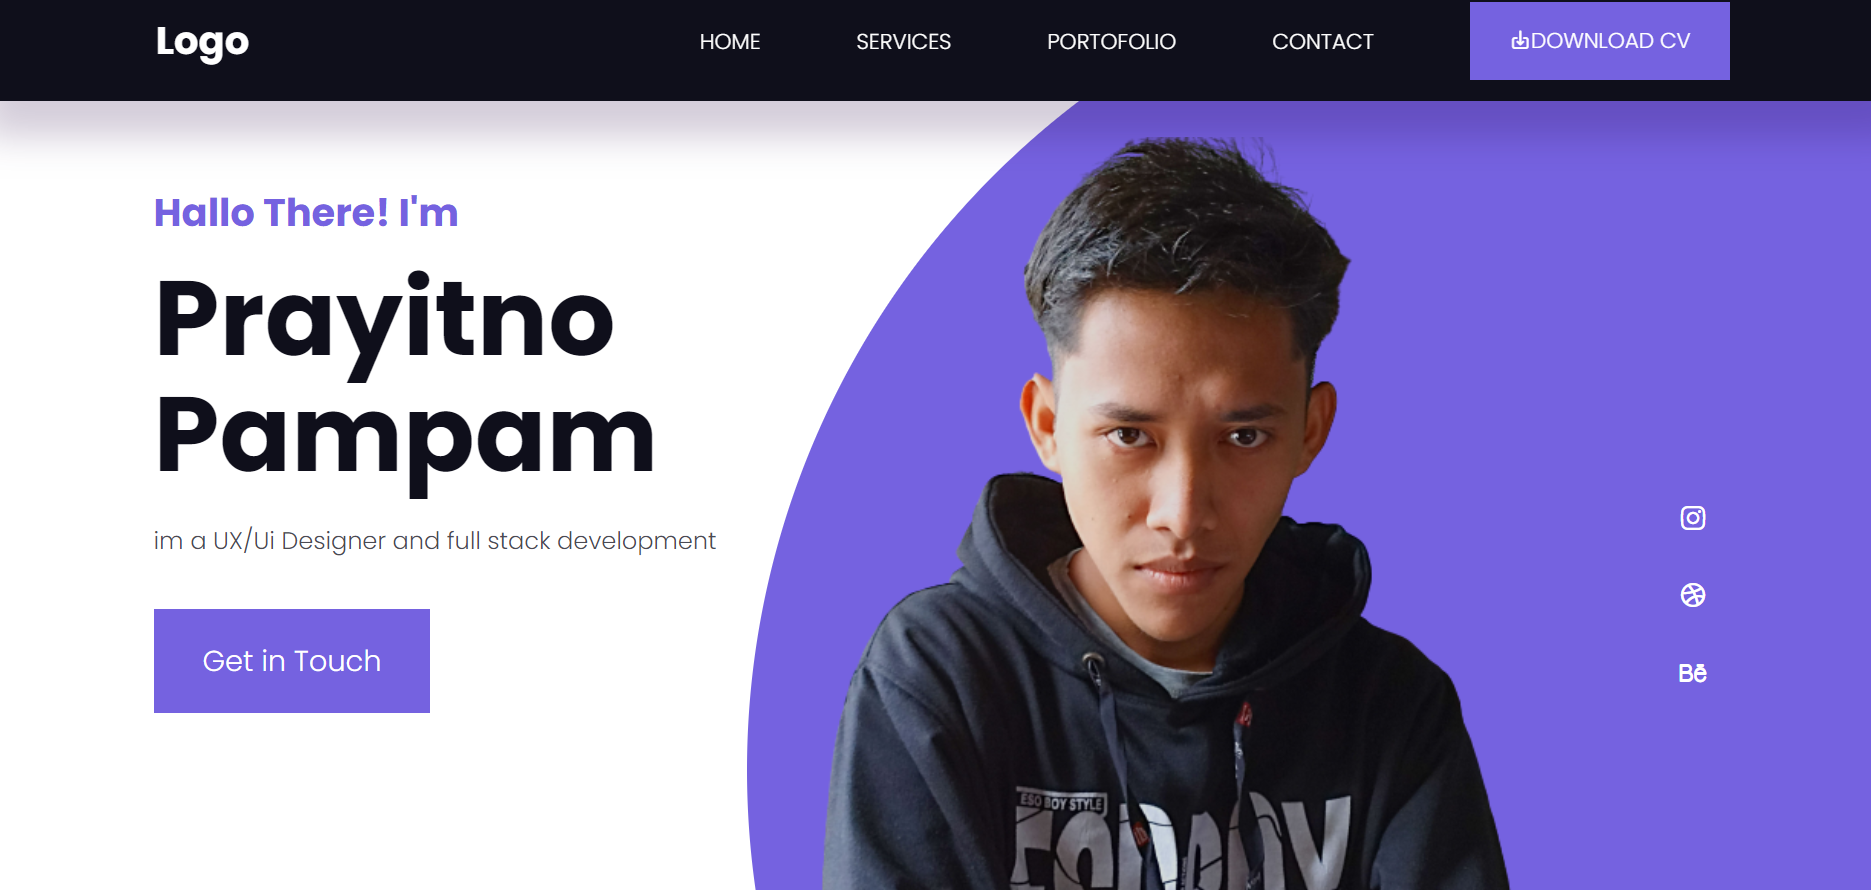 Logo
HOME SERVICES PORTOFOLIO CONTACT DOWNLOAD CV
Hallo There! I'm
Prayitno
Pampam
im a UX/Ui Designer and full stack development
Get in Touch
Bē
ESO BOY STYLE